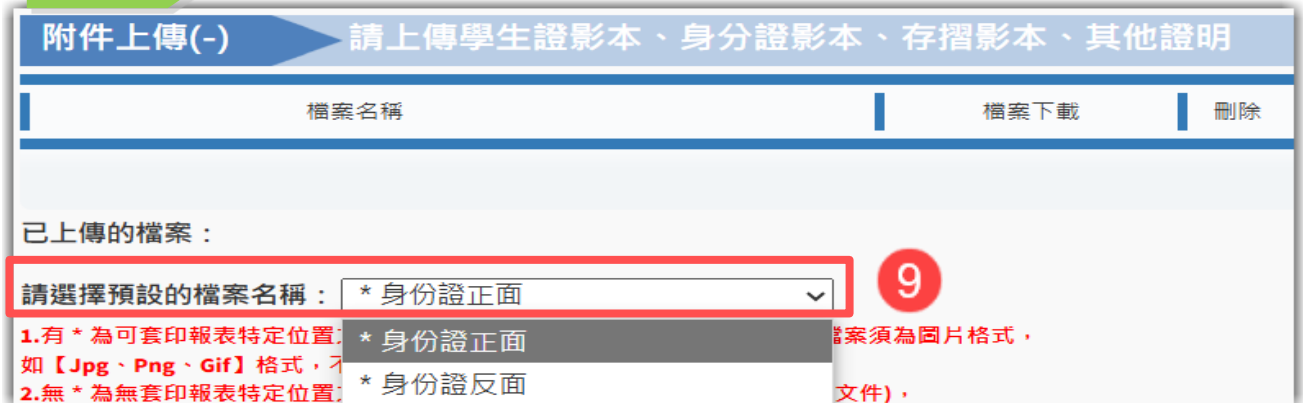 附件上傳(-) 請上傳學生證影本、身分證影本、存摺影本、其他證明
檔案名稱 檔案下載 刪除
已上傳的檔案：
請選擇預設的檔案名稱： * 身份證正面 9
1.有 * 為可套印報表特定位置 檔案須為圖片格式，
* 身份證正面
如【Jpg、Png、Gif】格式，
* 身份證反面
2.無 * 為無套印報表特定位置 文件)，